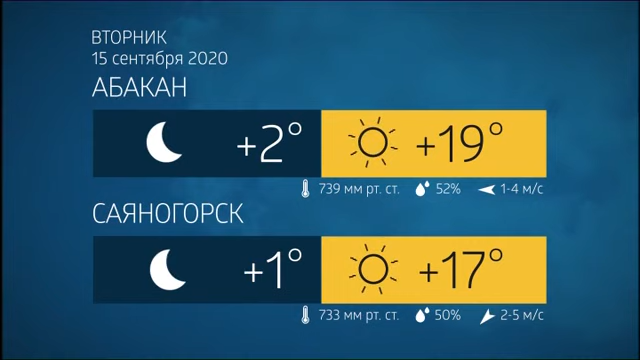 ВТОРНИК
15 сентября 2020
АБАКАН
+2° +19°
739 мм рт. ст. 52% 1-4 м/с
САЯНОГОРСК
+1° +17°
733 мм рт. ст. 50% 2-5 м/с